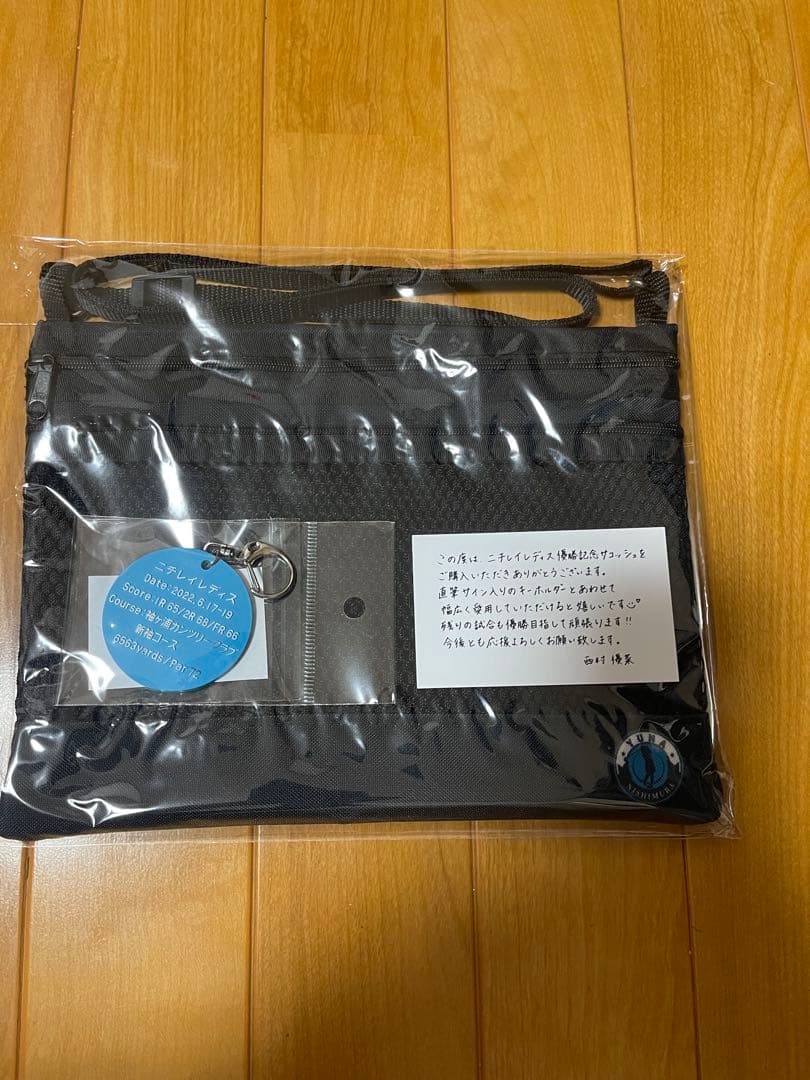 ニチレイレディス
Date:2022.6.17-19
Score:1R 65/2R 68/FR 66
Course:袖ヶ浦カンツリークラブ
新袖コース
6563yards/Par 72
この度は、ニチレイレディス優勝記念サコッシュを
ご購入いただきありがとうございます。
直筆サイン入りのキーホルダーとあわせて
幅広く愛用していただけると嬉しいです
残りの試合も優勝目指して頑張ります!!
今後とも応援よろしくお願い致します。
西村 優菜
YUNA
NISHIMURA